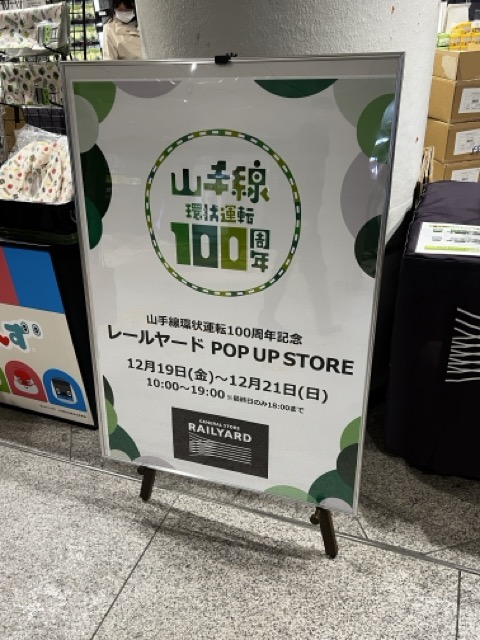 山手線
環状運転
100周年
山手線環状運転100周年記念
レールヤード POP UP STORE
12月19日(金)～12月21日(日)
10:00～19:00 ※最終日のみ18:00まで
GENERAL STORE
RAILYARD